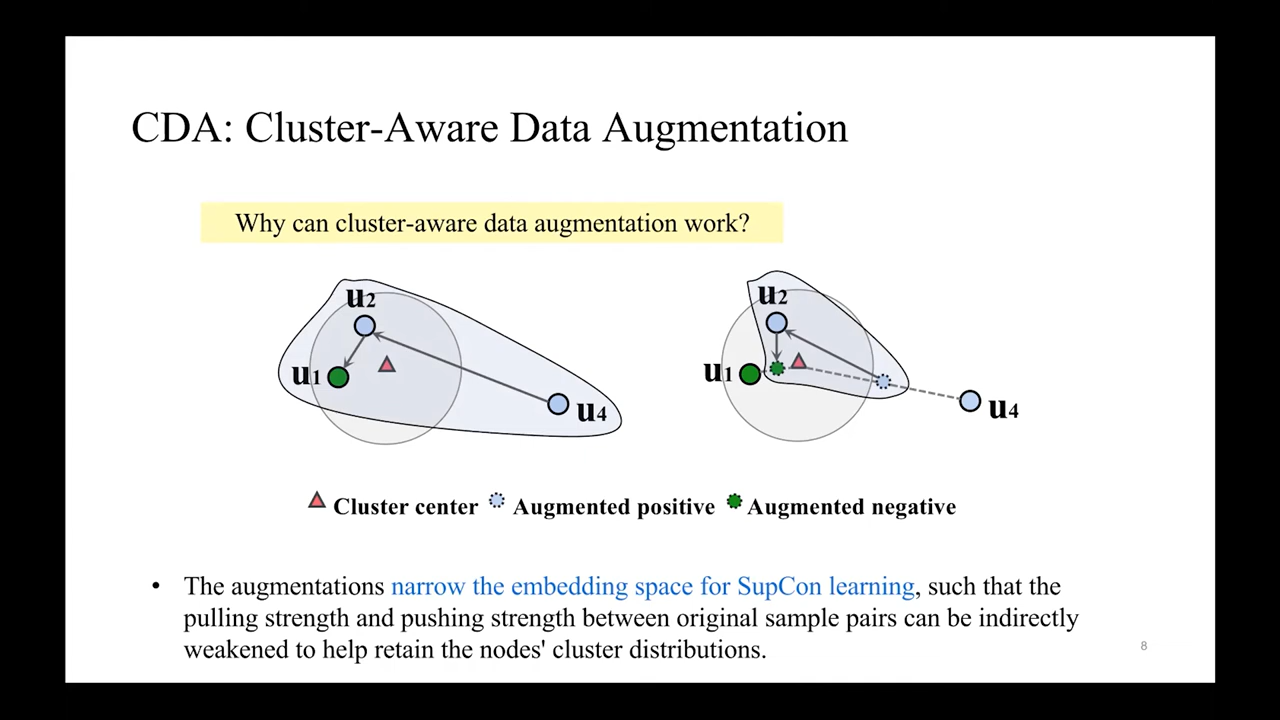 CDA: Cluster-Aware Data Augmentation
Why can cluster-aware data augmentation work?
u2
u1
u4
u2
u1
u4
Cluster center Augmented positive Augmented negative
• The augmentations narrow the embedding space for SupCon learning, such that the
pulling strength and pushing strength between original sample pairs can be indirectly
weakened to help retain the nodes' cluster distributions.
8